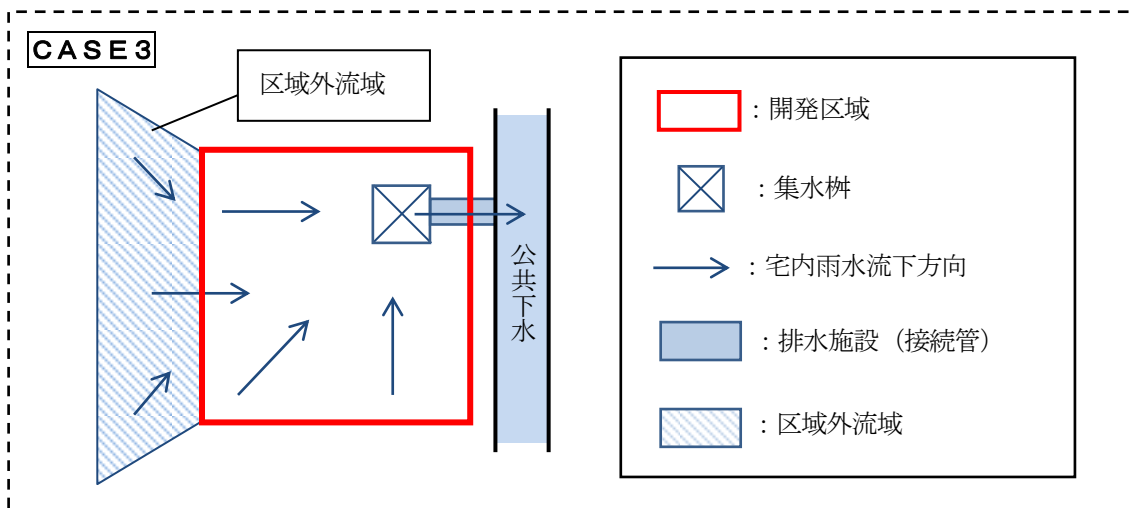 CASE3
区域外流域
公共下水
：開発区域
：集水桝
：宅内雨水流下方向
：排水施設（接続管）
：区域外流域